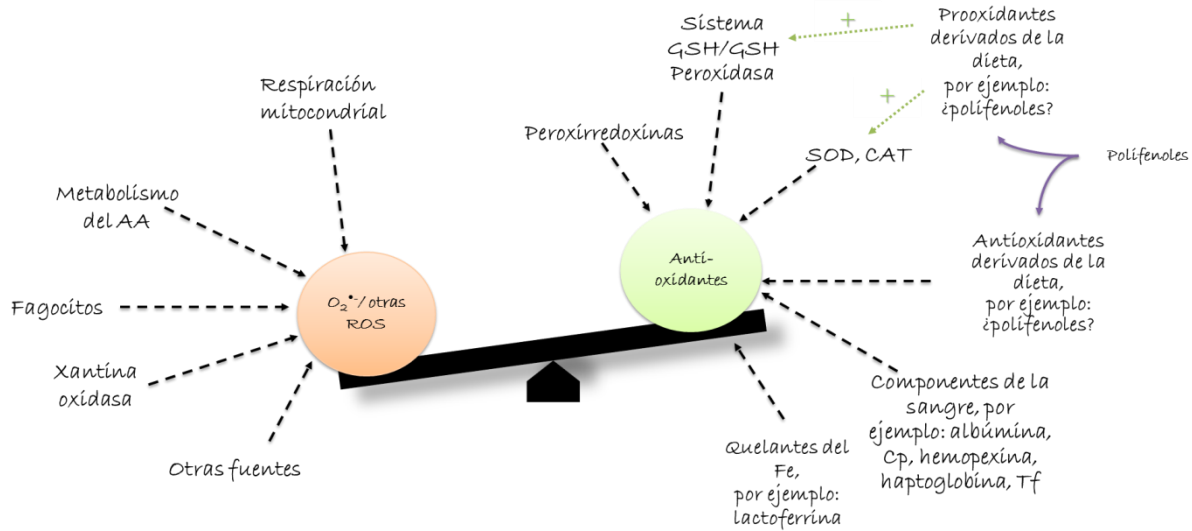 Respiración
mitocondrial
Metabolismo
del AA
Fagocitos
Xantina
oxidasa
Otras fuentes
O₂•-/otras
ROS
Sistema
GSH/GSH
Peroxidasa
Peroxirredoxinas
SOD, CAT
+
+
Prooxidantes
derivados de la
dieta,
por ejemplo:
¿polifenoles?
Polifenoles
Anti-
oxidantes
Antioxidantes
derivados de la
dieta,
por ejemplo:
¿polifenoles?
Componentes de la
sangre, por
ejemplo: albúmina,
Cp, hemopexina,
haptoglobina, Tf
Quelantes del
Fe,
por ejemplo:
lactoferrina